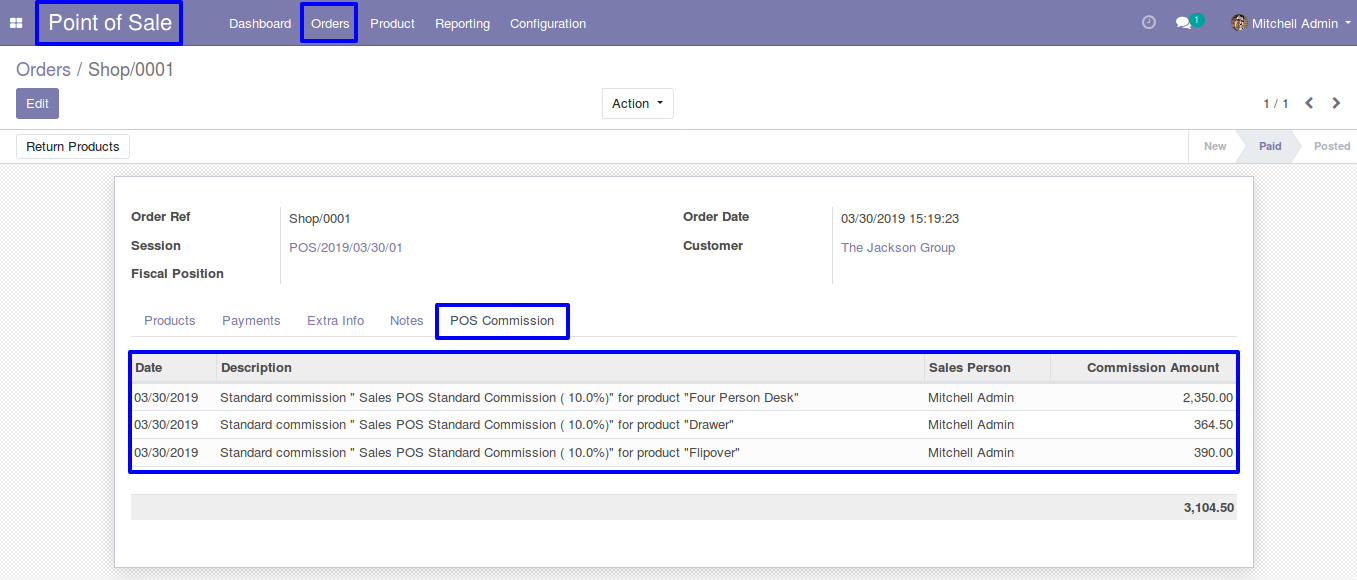 Point of Sale Dashboard Orders Product Reporting Configuration 1 Mitchell Admin
Orders / Shop/0001
Edit Action 1 / 1
Return Products New Paid Posted
Order Ref Shop/0001 Order Date 03/30/2019 15:19:23
Session POS/2019/03/30/01 Customer The Jackson Group
Fiscal Position
Products Payments Extra Info Notes POS Commission
Date Description Sales Person Commission Amount
03/30/2019 Standard commission " Sales POS Standard Commission ( 10.0%)" for product "Four Person Desk" Mitchell Admin 2,350.00
03/30/2019 Standard commission " Sales POS Standard Commission ( 10.0%)" for product "Drawer" Mitchell Admin 364.50
03/30/2019 Standard commission " Sales POS Standard Commission ( 10.0%)" for product "Flipover" Mitchell Admin 390.00
3,104.50